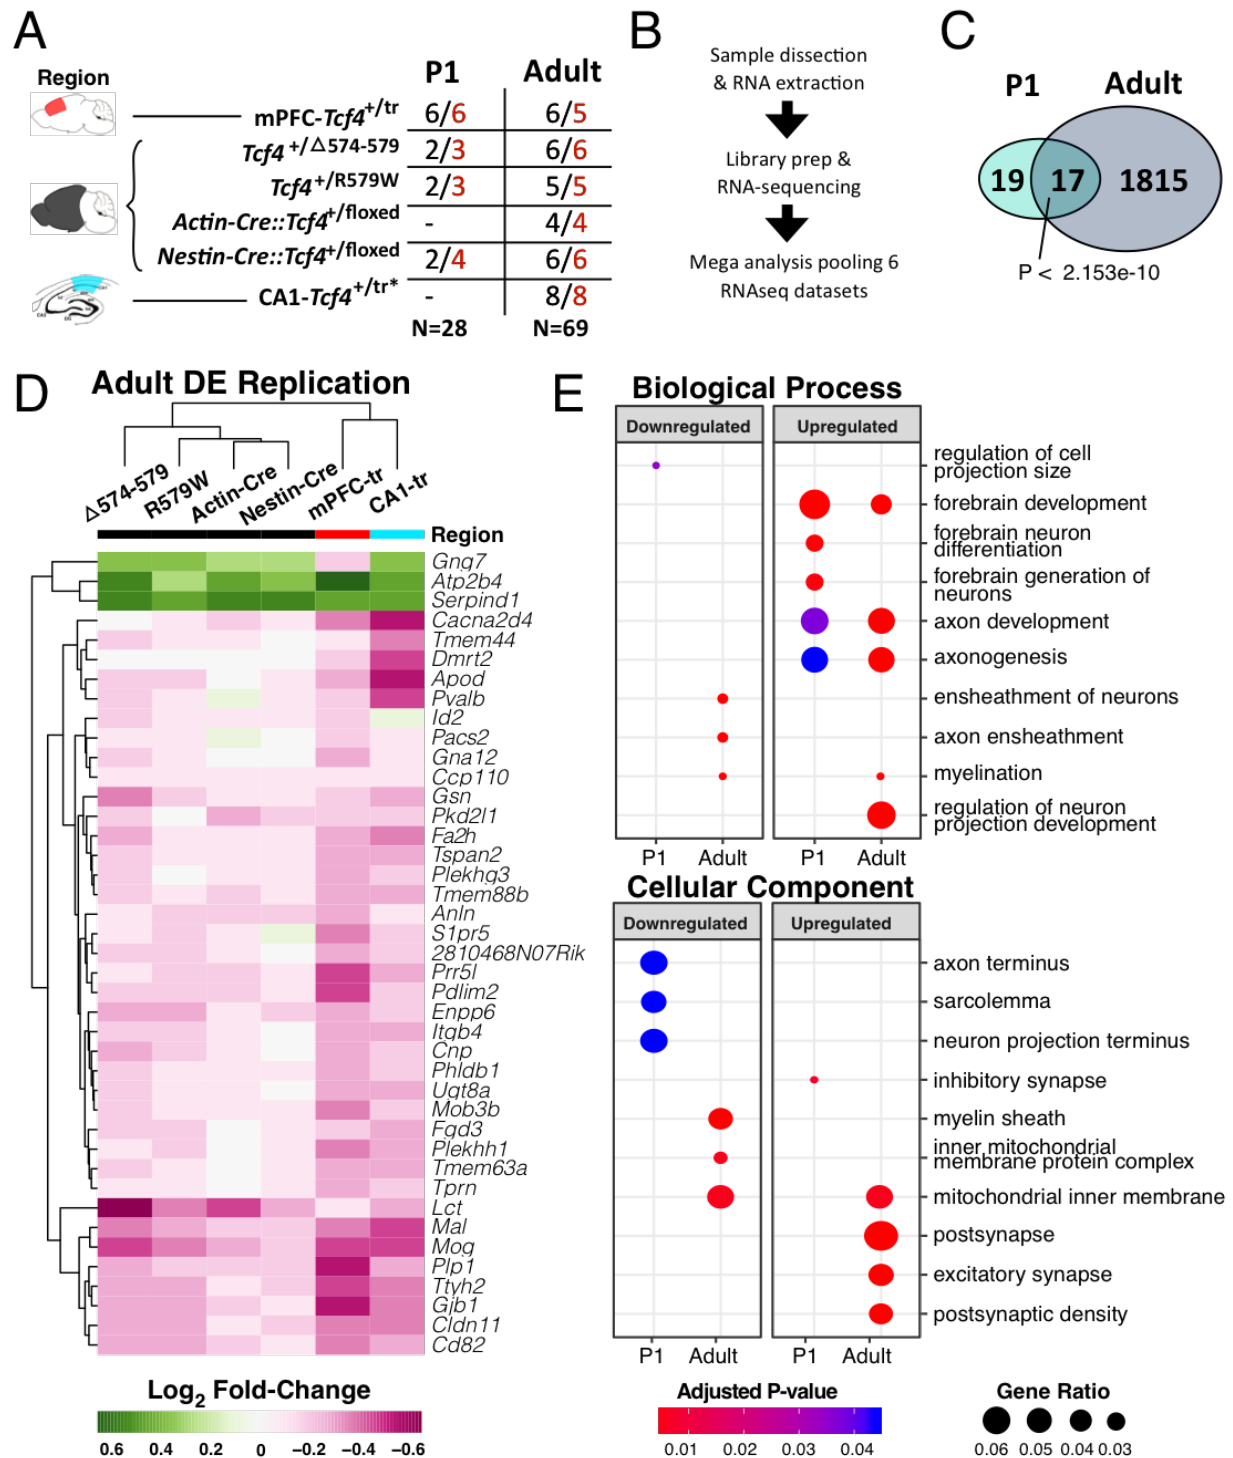 A
Region
P1 Adult
mPFC-Tcf4+/tr 6/6 6/5
Tcf4+/△574-579 2/3 6/6
Tcf4+/R579W 2/3 5/5
Actin-Cre::Tcf4+/floxed - 4/4
Nestin-Cre::Tcf4+/floxed 2/4 6/6
CA1-Tcf4+/tr* - 8/8
N=28 N=69
B
Sample dissection
& RNA extraction
Library prep &
RNA-sequencing
Mega analysis pooling 6
RNAseq datasets
C
P1 Adult
19 17 1815
P < 2.153e-10
D
Adult DE Replication
△574-579
R579W
Actin-Cre
Nestin-Cre
mPFC-tr
CA1-tr
Region
Gng7
Atp2b4
Serpind1
Cacna2d4
Tmem44
Dmrt2
Apod
Pvalb
Id2
Pacs2
Gna12
Ccp110
Gsn
Pkd2l1
Fa2h
Tspan2
Plekhg3
Tmem88b
Anln
S1pr5
2810468N07Rik
Prr5l
Pdlim2
Enpp6
Itgb4
Cnp
Phldb1
Ugt8a
Mob3b
Fgd3
Plekhh1
Tmem63a
Tprn
Lct
Mal
Mog
Plp1
Ttyh2
Gjb1
Cldn11
Cd82
Log2 Fold-Change
0.6 0.4 0.2 0 −0.2 −0.4 −0.6
E
Biological Process
Downregulated Upregulated
regulation of cell
projection size
forebrain development
forebrain neuron
differentiation
forebrain generation of
neurons
axon development
axonogenesis
ensheathment of neurons
axon ensheathment
myelination
regulation of neuron
projection development
P1 Adult P1 Adult
Cellular Component
Downregulated Upregulated
axon terminus
sarcolemma
neuron projection terminus
inhibitory synapse
myelin sheath
inner mitochondrial
membrane protein complex
mitochondrial inner membrane
postsynapse
excitatory synapse
postsynaptic density
P1 Adult P1 Adult
Adjusted P-value
0.01 0.02 0.03 0.04
Gene Ratio
0.06 0.05 0.04 0.03